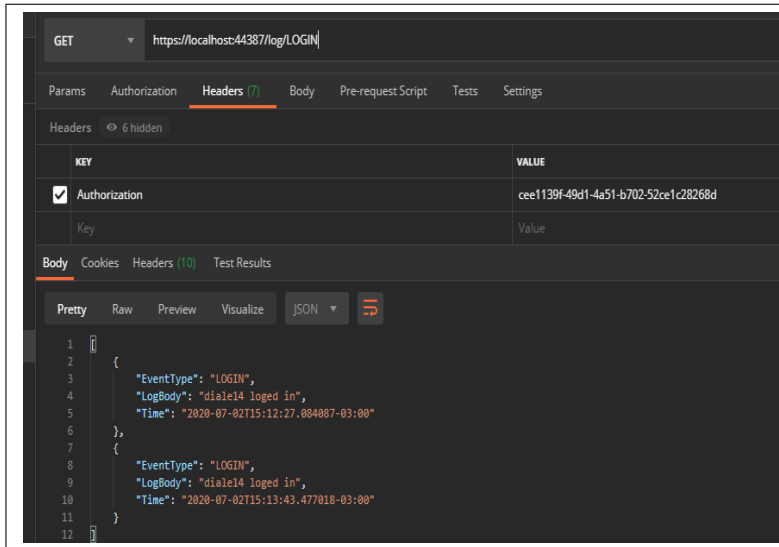 GET https://localhost:44387/log/LOGIN
Params Authorization Headers (7) Body Pre-request Script Tests Settings
Headers 6 hidden
KEY VALUE
Authorization cee1139f-49d1-4a51-b702-52ce1c28268d
Key Value
Body Cookies Headers (10) Test Results
Pretty Raw Preview Visualize JSON
1 [
2 {
3 "EventType": "LOGIN",
4 "LogBody": "diale14 loged in",
5 "Time": "2020-07-02T15:12:27.084087-03:00"
6 },
7 {
8 "EventType": "LOGIN",
9 "LogBody": "diale14 loged in",
10 "Time": "2020-07-02T15:13:43.477018-03:00"
11 }
12 ]